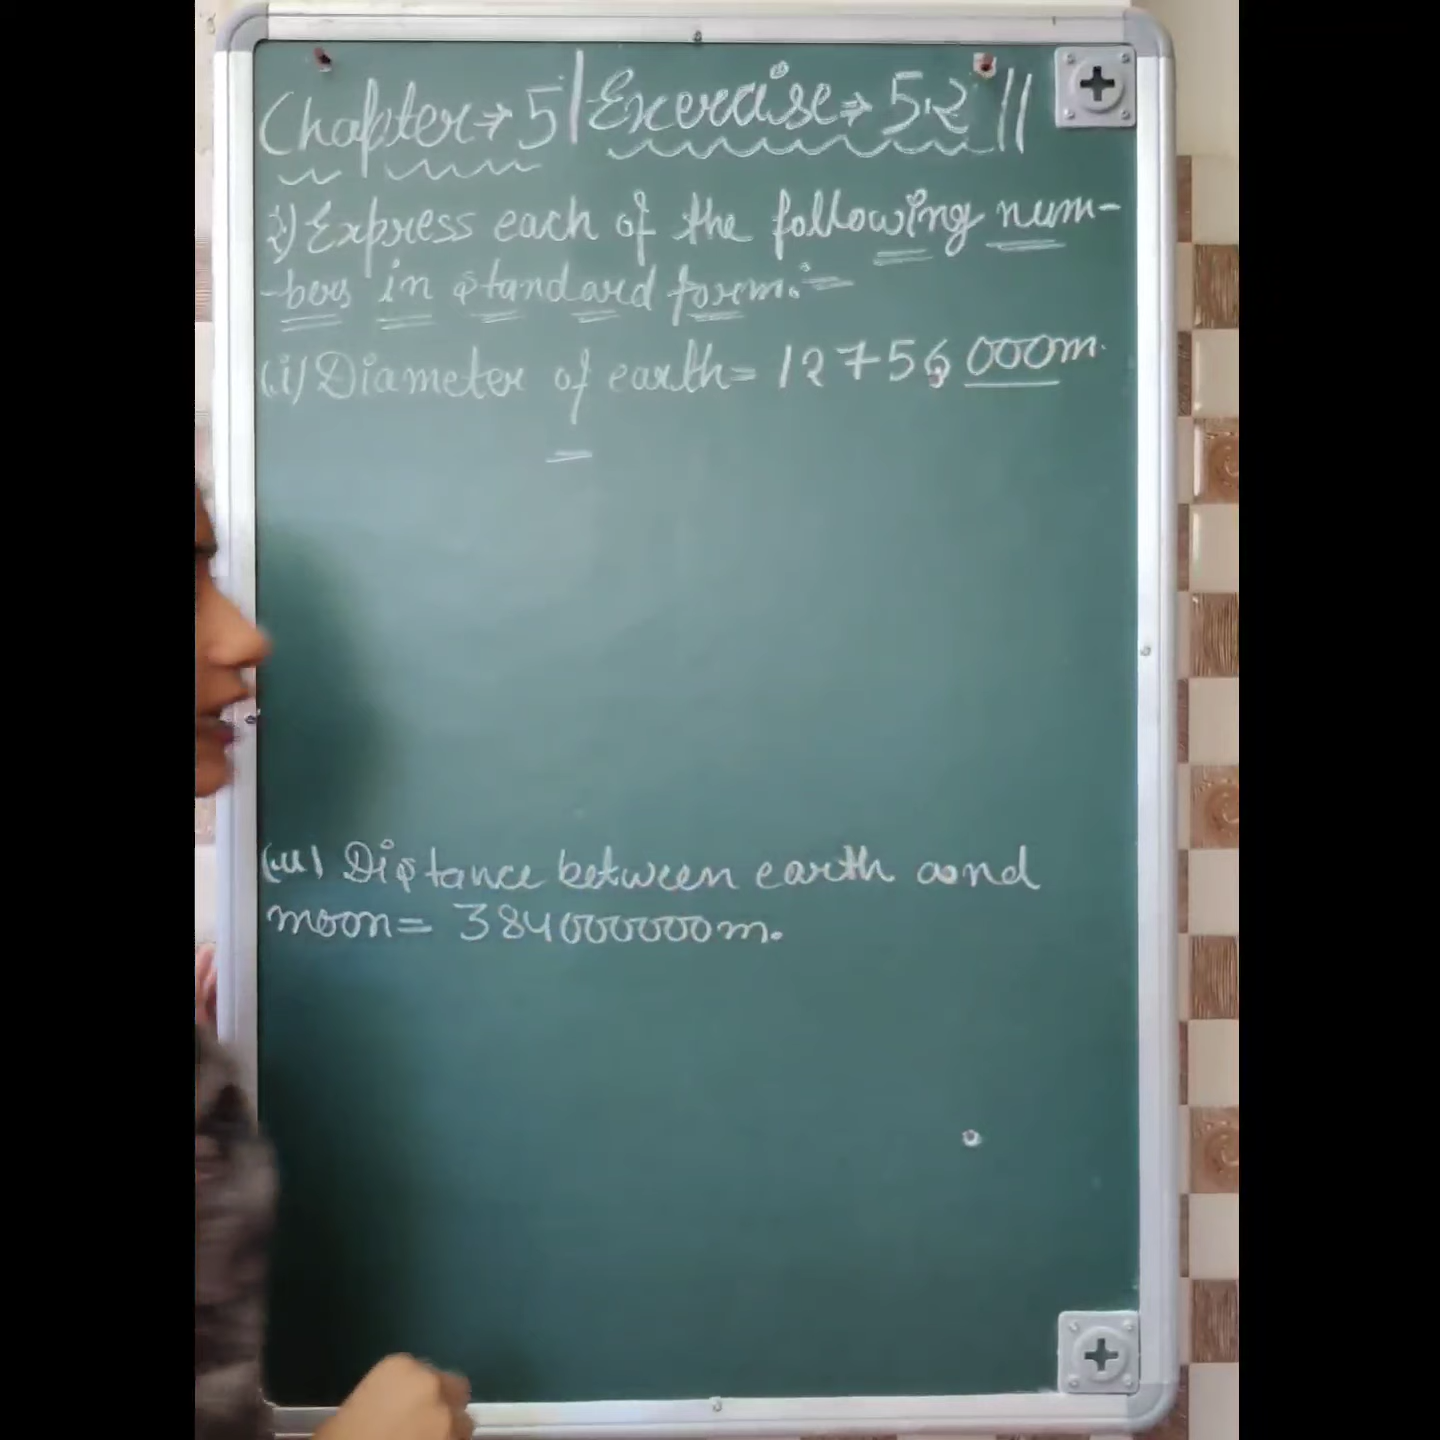 Chapter → 5 | Exercise → 5.2 ||
2) Express each of the following num-
-bers in standard form:-
(i) Diameter of earth = 12756000m.
(ii) Distance between earth and
moon = 384000000m.